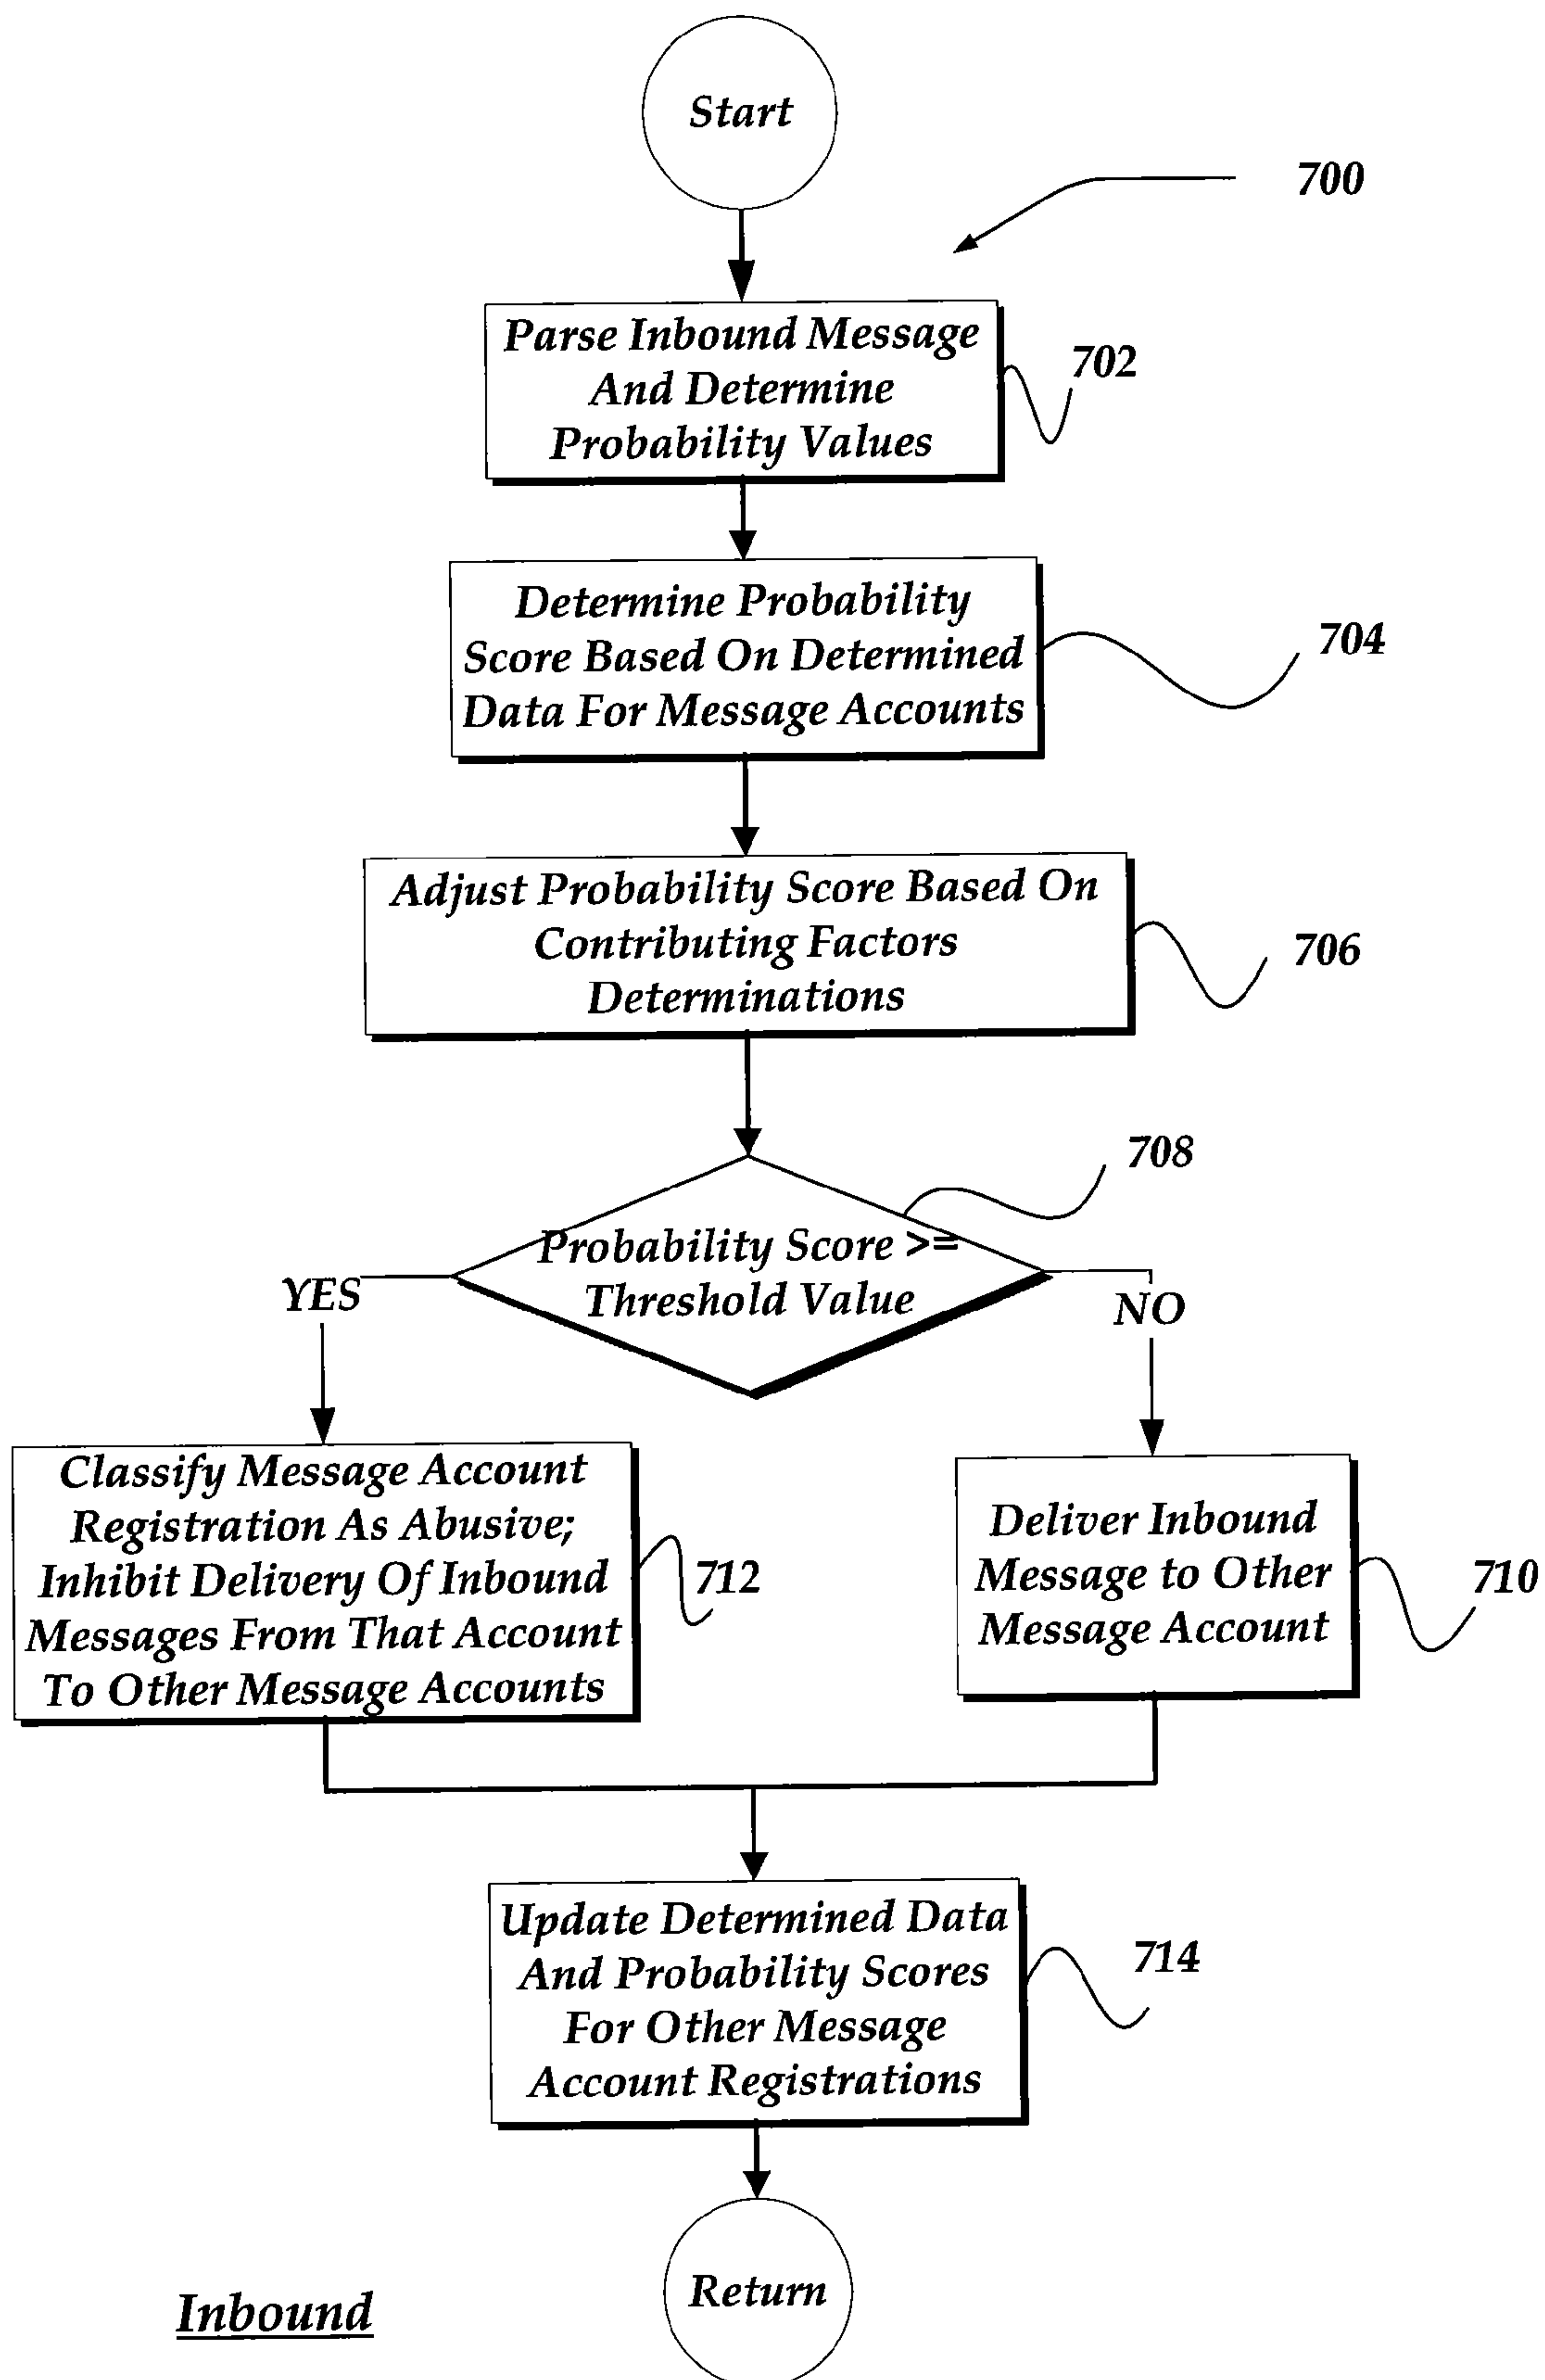 Start
700
Parse Inbound Message
And Determine
Probability Values
702
Determine Probability
Score Based On Determined
Data For Message Accounts
704
Adjust Probability Score Based On
Contributing Factors
Determinations
706
708
Probability Score >=
Threshold Value
YES
NO
Classify Message Account
Registration As Abusive;
Inhibit Delivery Of Inbound
Messages From That Account
To Other Message Accounts
712
Deliver Inbound
Message to Other
Message Account
710
Update Determined Data
And Probability Scores
For Other Message
Account Registrations
714
Return
Inbound